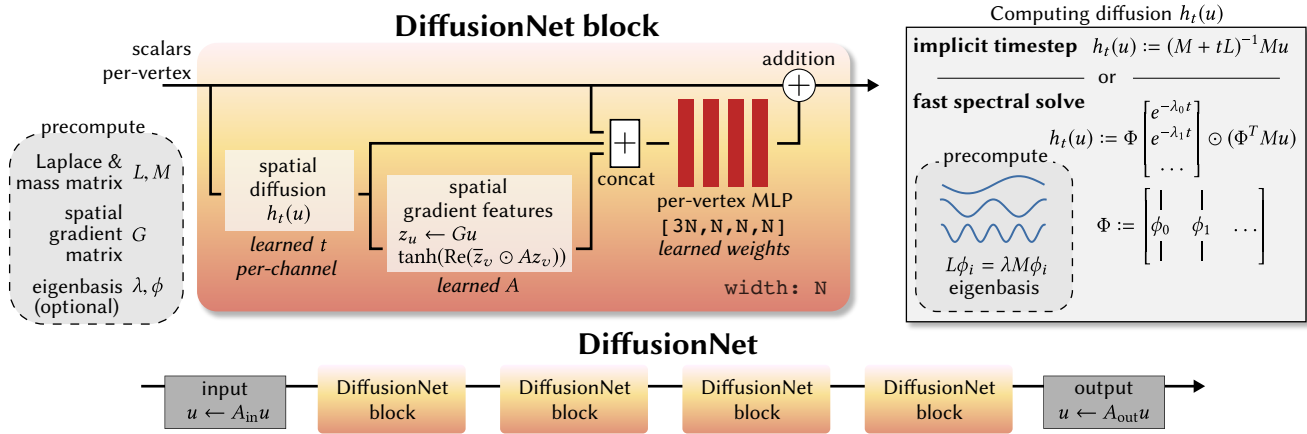 DiffusionNet block
scalars
per-vertex
addition
precompute
Laplace &
mass matrix L, M
spatial
gradient G
matrix
eigenbasis λ, ϕ
(optional)
spatial
diffusion
h_t(u)
learned t
per-channel
spatial
gradient features
z_u ← Gu
tanh(Re(z̅_v ⊙ Az_v))
learned A
+
concat
+
per-vertex MLP
[3N,N,N,N]
learned weights
width: N
Computing diffusion h_t(u)
implicit timestep h_t(u) := (M + tL)^{-1}Mu
or
fast spectral solve
h_t(u) := Φ [e^{-λ_0 t} e^{-λ_1 t} ...] ⊙ (Φ^T Mu)
precompute
Lϕ_i = λMϕ_i
eigenbasis
Φ := [ϕ_0 ϕ_1 ...]
DiffusionNet
input
u ← A_in u
DiffusionNet
block
DiffusionNet
block
DiffusionNet
block
DiffusionNet
block
output
u ← A_out u